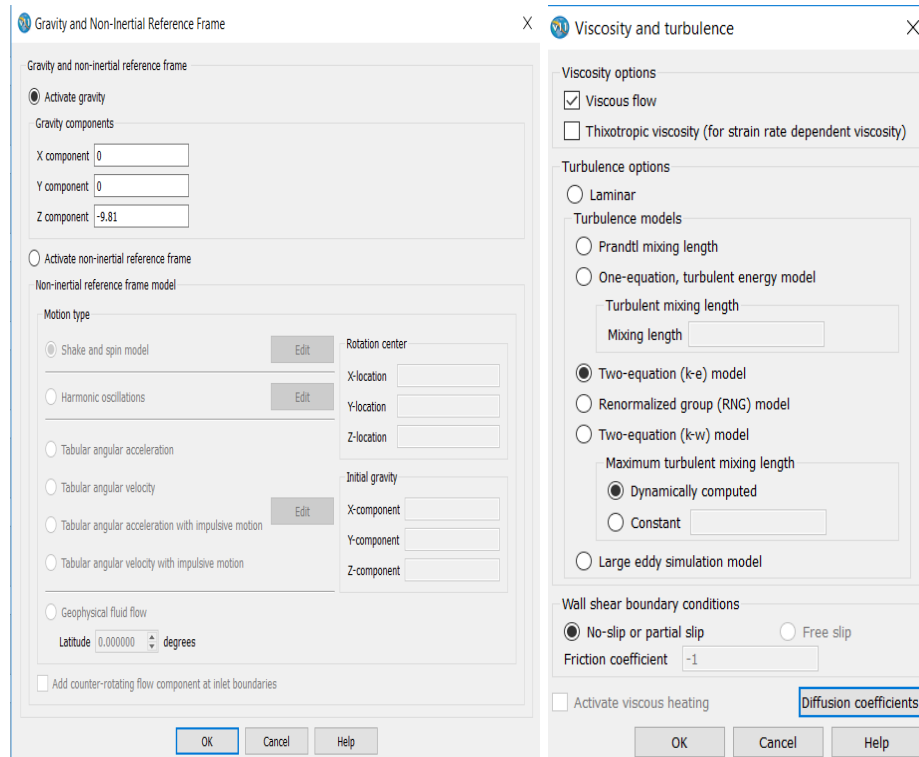 Gravity and Non-Inertial Reference Frame
X
Gravity and non-inertial reference frame
Activate gravity
Gravity components
X component 0
Y component 0
Z component -9.81
Activate non-inertial reference frame
Non-inertial reference frame model
Motion type
Shake and spin model Edit
Harmonic oscillations Edit
Tabular angular acceleration
Tabular angular velocity
Tabular angular acceleration with impulsive motion Edit
Tabular angular velocity with impulsive motion
Geophysical fluid flow
Latitude 0.000000 degrees
Rotation center
X-location
Y-location
Z-location
Initial gravity
X-component
Y-component
Z-component
Add counter-rotating flow component at inlet boundaries
OK Cancel Help
v11 Viscosity and turbulence
Viscosity options
Viscous flow
Thixotropic viscosity (for strain rate dependent viscosity)
Turbulence options
Laminar
Turbulence models
Prandtl mixing length
One-equation, turbulent energy model
Turbulent mixing length
Mixing length
Two-equation (k-e) model
Renormalized group (RNG) model
Two-equation (k-w) model
Maximum turbulent mixing length
Dynamically computed
Constant
Large eddy simulation model
Wall shear boundary conditions
No-slip or partial slip Free slip
Friction coefficient -1
Activate viscous heating Diffusion coefficients
OK Cancel Help